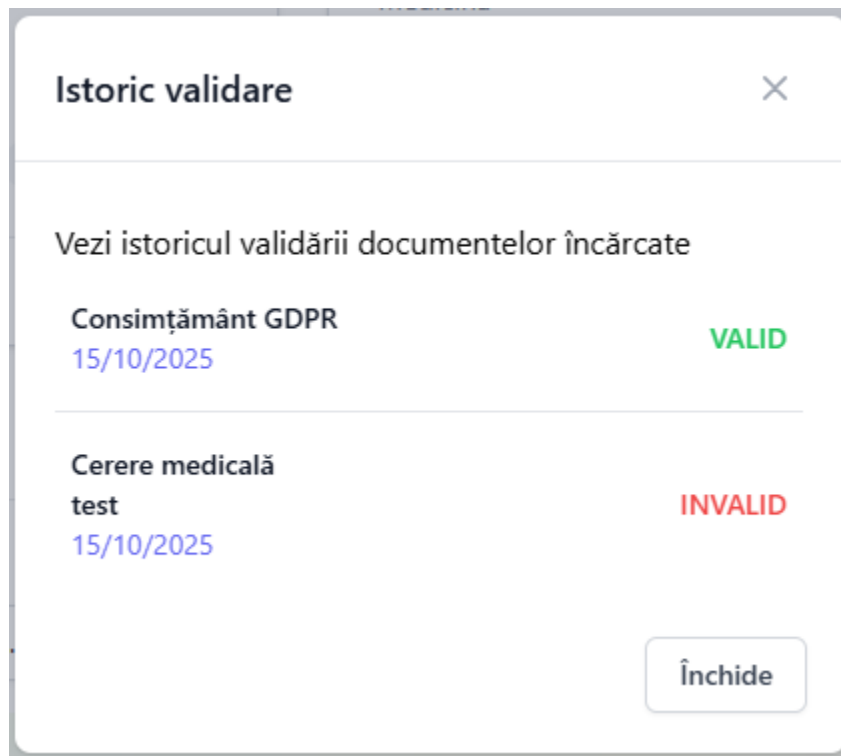 Istoric validare
Vezi istoricul validării documentelor încărcate
Consimțământ GDPR
15/10/2025
VALID
Cerere medicală
test
15/10/2025
INVALID
Închide